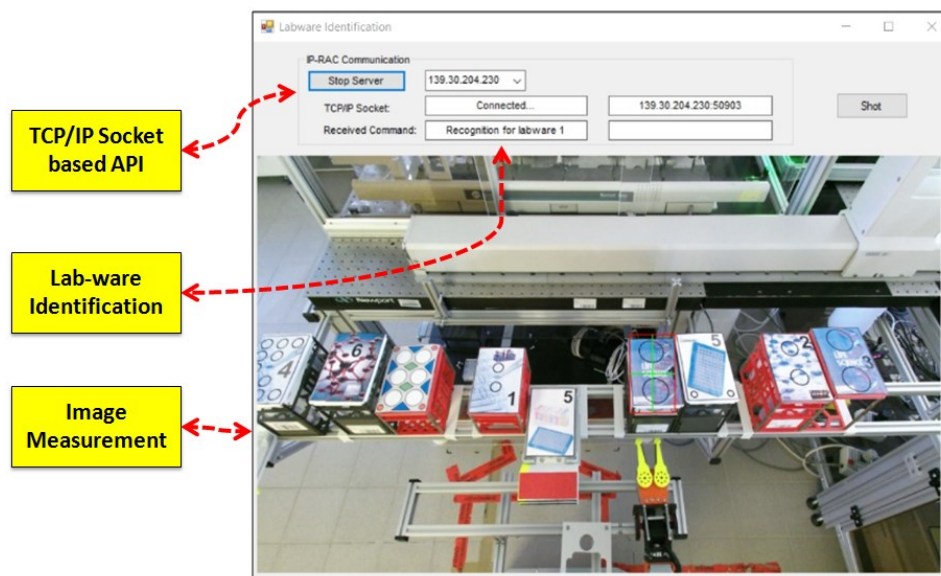 Labware Identification
IP-RAC Communication
Stop Server
139.30.204.230
TCP/IP Socket:
Connected...
139.30.204.230:50903
Shot
Received Command:
Recognition for labware 1
TCP/IP Socket
based API
Lab-ware
Identification
Image
Measurement
Newport
4
6
1
5
5
2
3